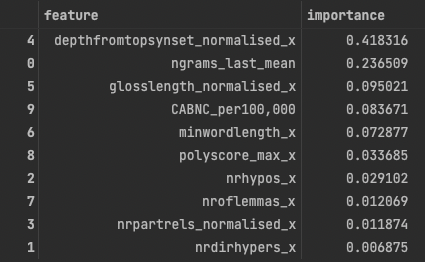 feature importance
4 depthfromtopsynset_normalised_x 0.418316
0 ngrams_last_mean 0.236509
5 glosslength_normalised_x 0.095021
9 CABNC_per100,000 0.083671
6 minwordlength_x 0.072877
8 polyscore_max_x 0.033685
2 nrhypos_x 0.029102
7 nroflemmas_x 0.012069
3 nrpartrels_normalised_x 0.011874
1 nrdirhypers_x 0.006875